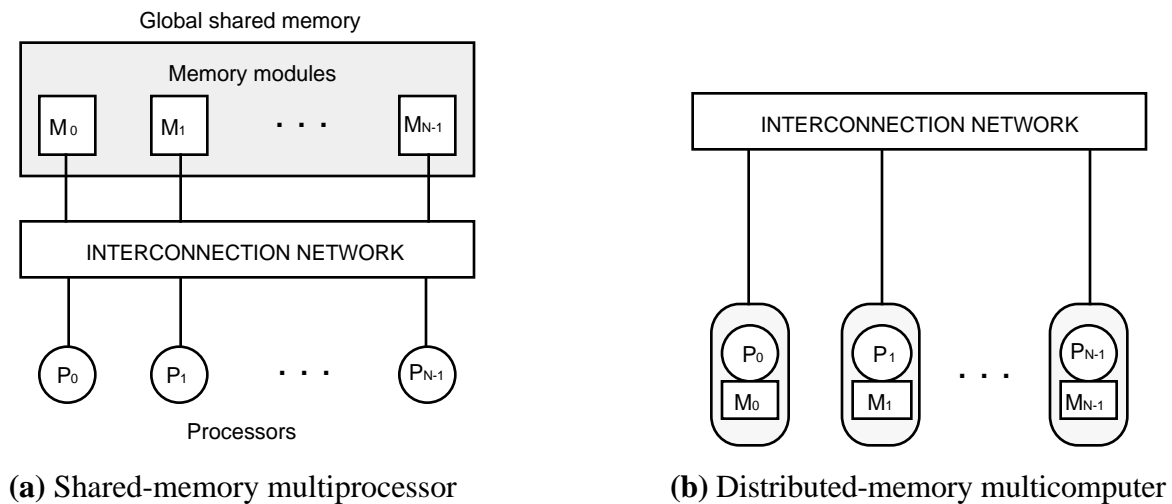 Global shared memory
Memory modules
M0 M1 . . . MN-1
INTERCONNECTION NETWORK
P0 P1 . . . PN-1
Processors
(a) Shared-memory multiprocessor
INTERCONNECTION NETWORK
P0 P1 PN-1
. . .
M0 M1 MN-1
(b) Distributed-memory multicomputer